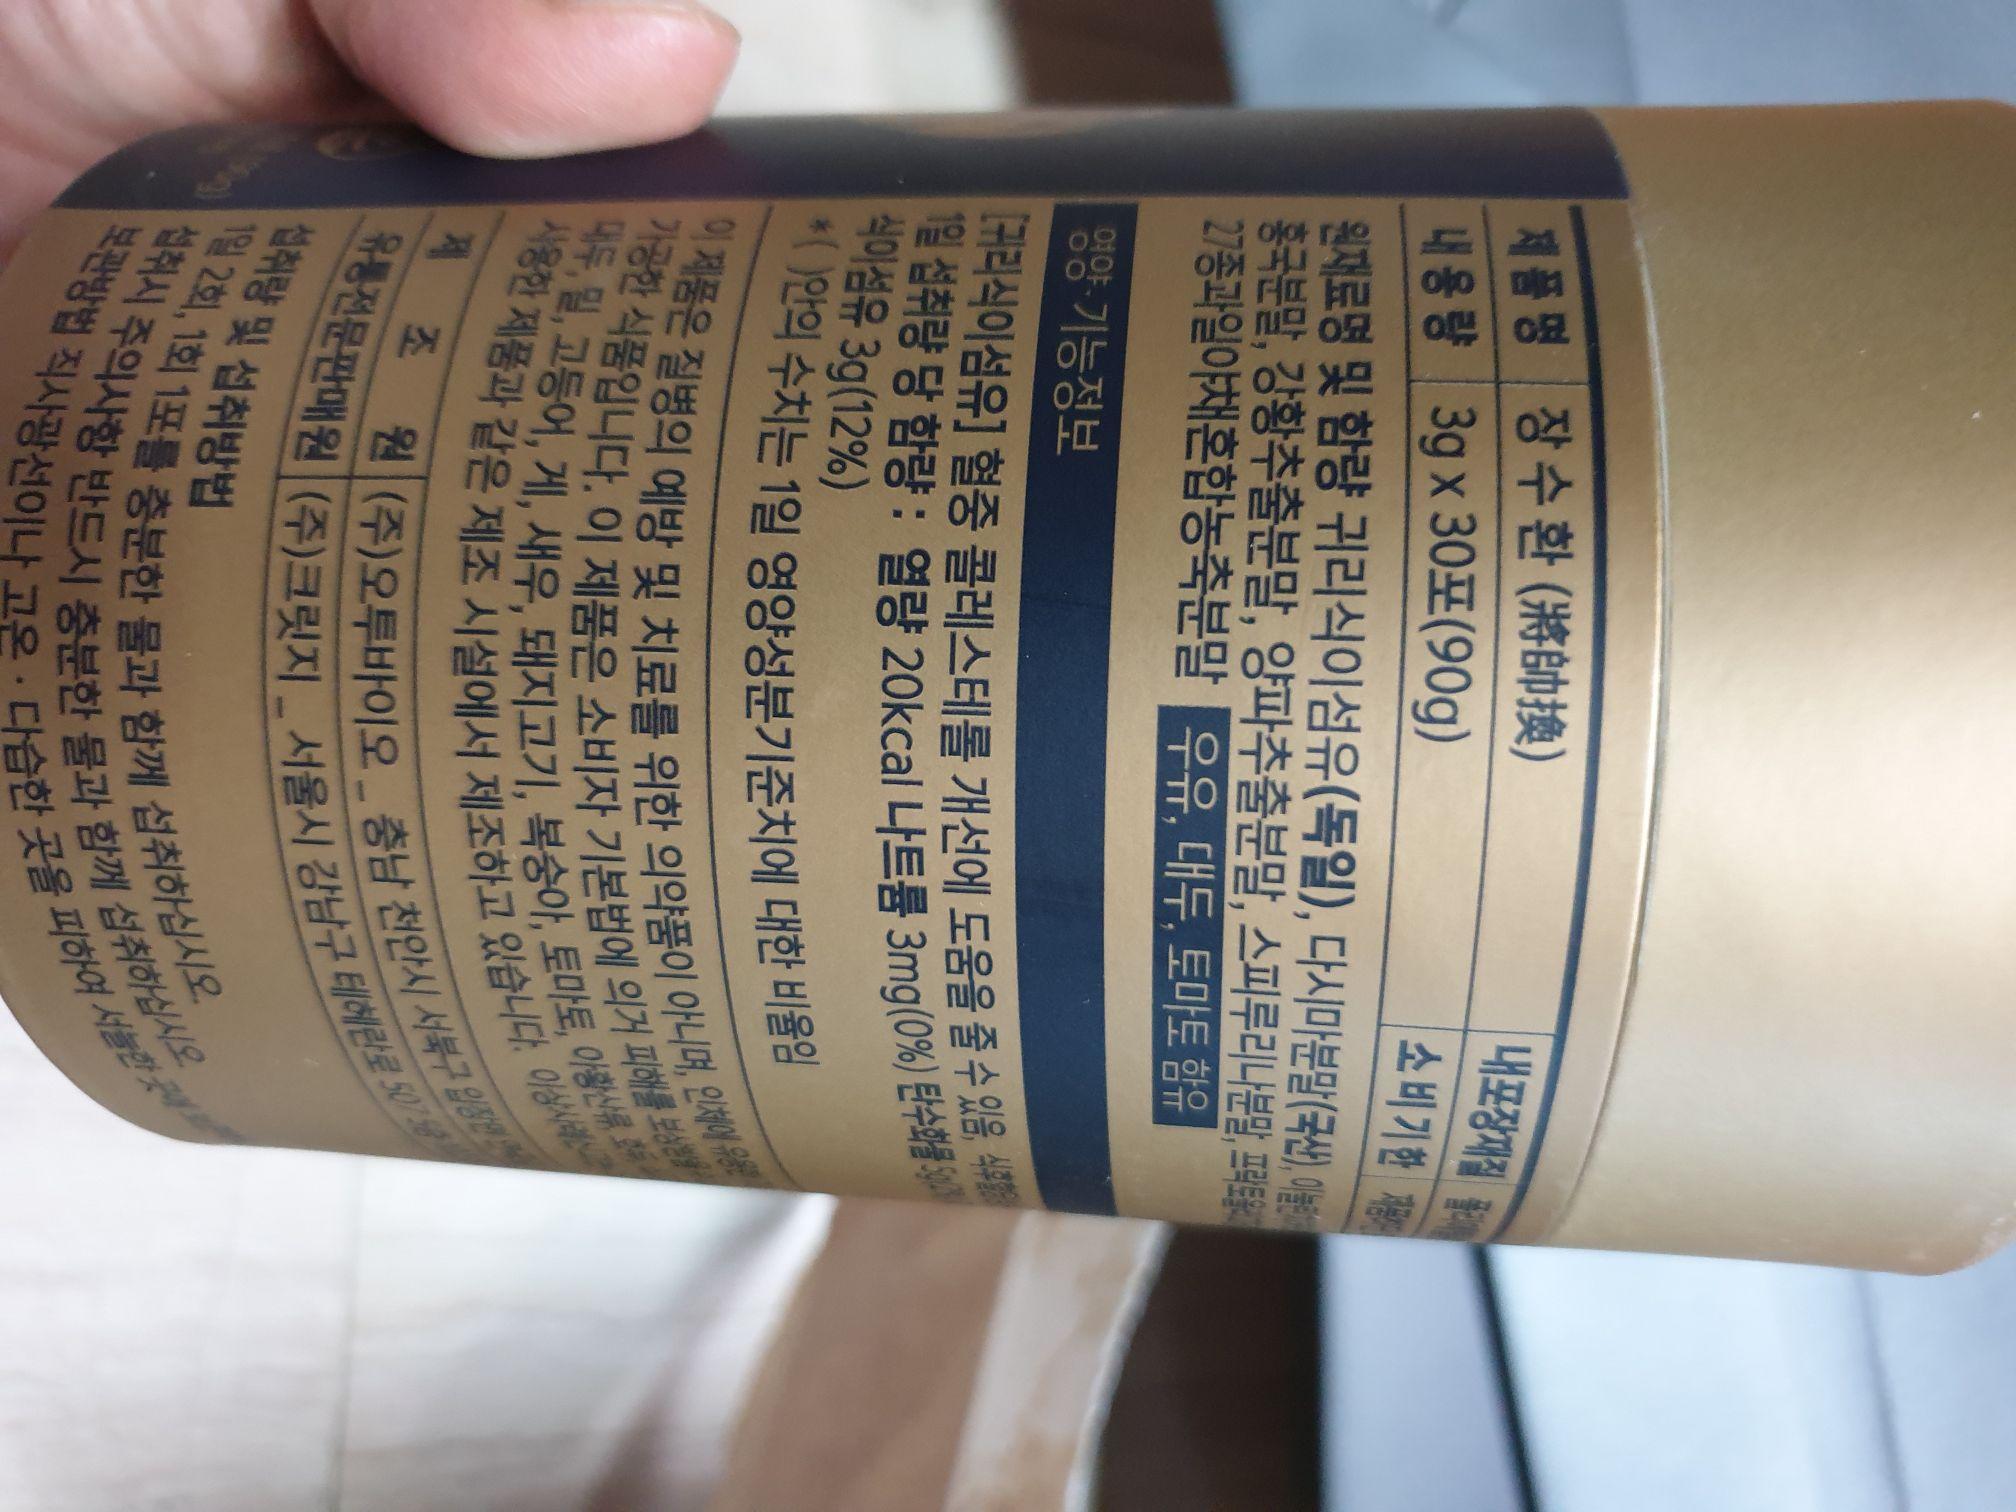 제품명 장수환 (將帥換) 내포장재질
내용량 3g x 30포(90g) 소비기한
원재료명 및 함량 귀리식이섬유(독일), 다시마분말(국산),
홍국분말, 강황추출분말, 양파추출분말, 스피루리나분말,
27종과일야채혼합농축분말 우유, 대두, 토마토 함유
영양·기능정보
[귀리식이섬유] 혈중 콜레스테롤 개선에 도움을 줄 수 있음,
1일 섭취량 당 함량 : 열량 20kcal 나트륨 3mg(0%) 탄수화물
식이섬유 3g(12%)
*( )안의 수치는 1일 영양성분기준치에 대한 비율임
이 제품은 질병의 예방 및 치료를 위한 의약품이 아니며, 인체에
가공한 식품입니다. 이 제품은 소비자 기본법에 의거 피해를
대두, 밀, 고등어, 게, 새우, 돼지고기, 복숭아, 토마토, 아황산류
사용한 제품과 같은 제조 시설에서 제조하고 있습니다.
제조원 (주)오투바이오 _ 충남 천안시 서북구
유통전문판매원 (주)크릿지 _ 서울시 강남구 테헤란로 507
섭취량 및 섭취방법
1일 2회, 1회 1포를 충분한 물과 함께 섭취하십시오.
섭취시 주의사항 반드시 충분한 물과 함께 섭취하십시오.
보관방법 직사광선이나 고온 · 다습한 곳을 피하여 서늘한